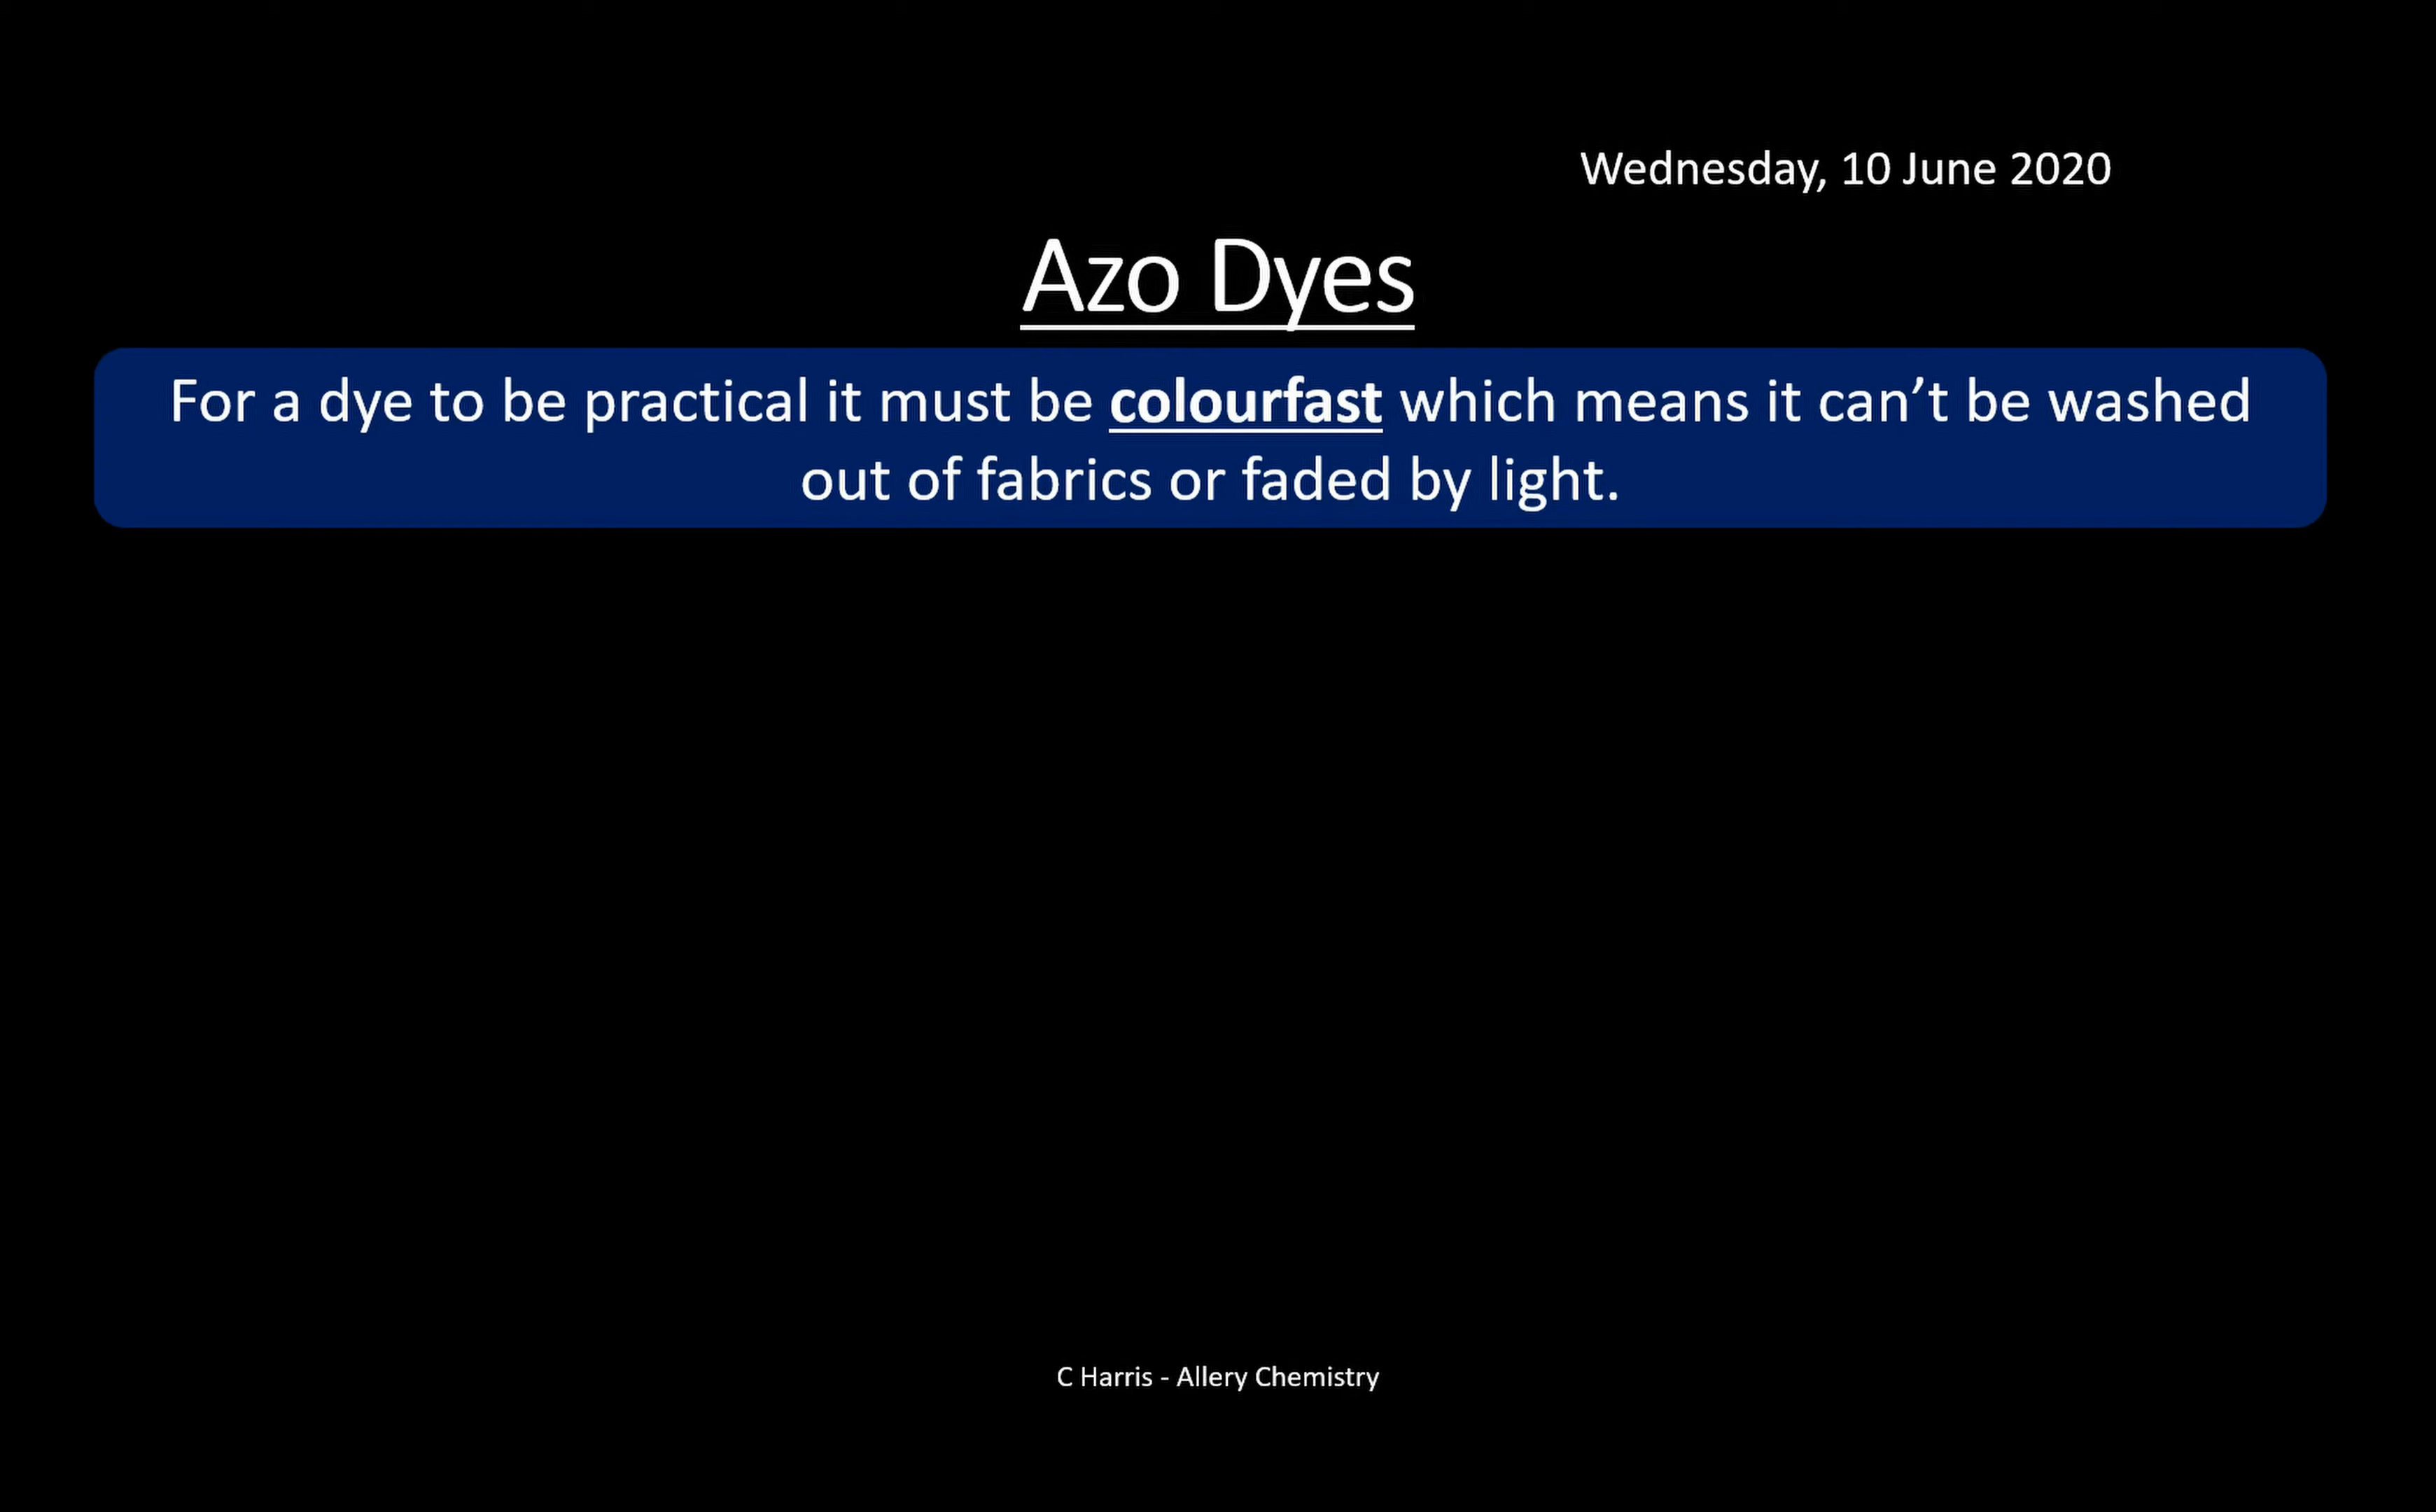 Wednesday, 10 June 2020
Azo Dyes
For a dye to be practical it must be colourfast which means it can’t be washed
out of fabrics or faded by light.
C Harris - Allery Chemistry